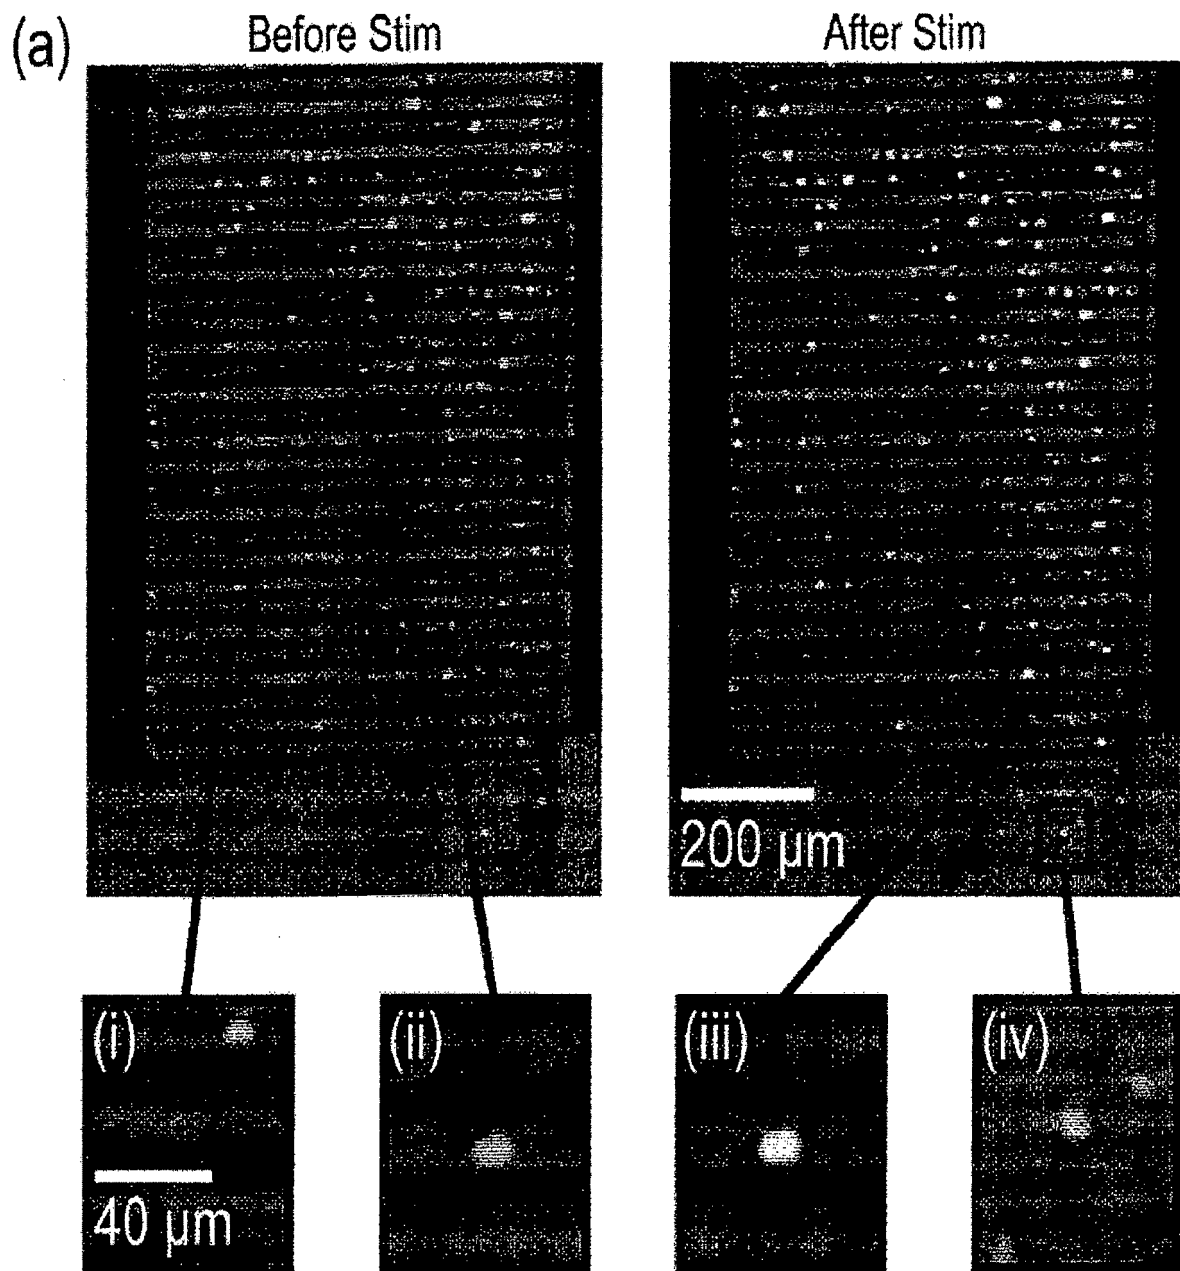 (a)
Before Stim
After Stim
200 µm
(i)
(ii)
(iii)
(iv)
40 µm